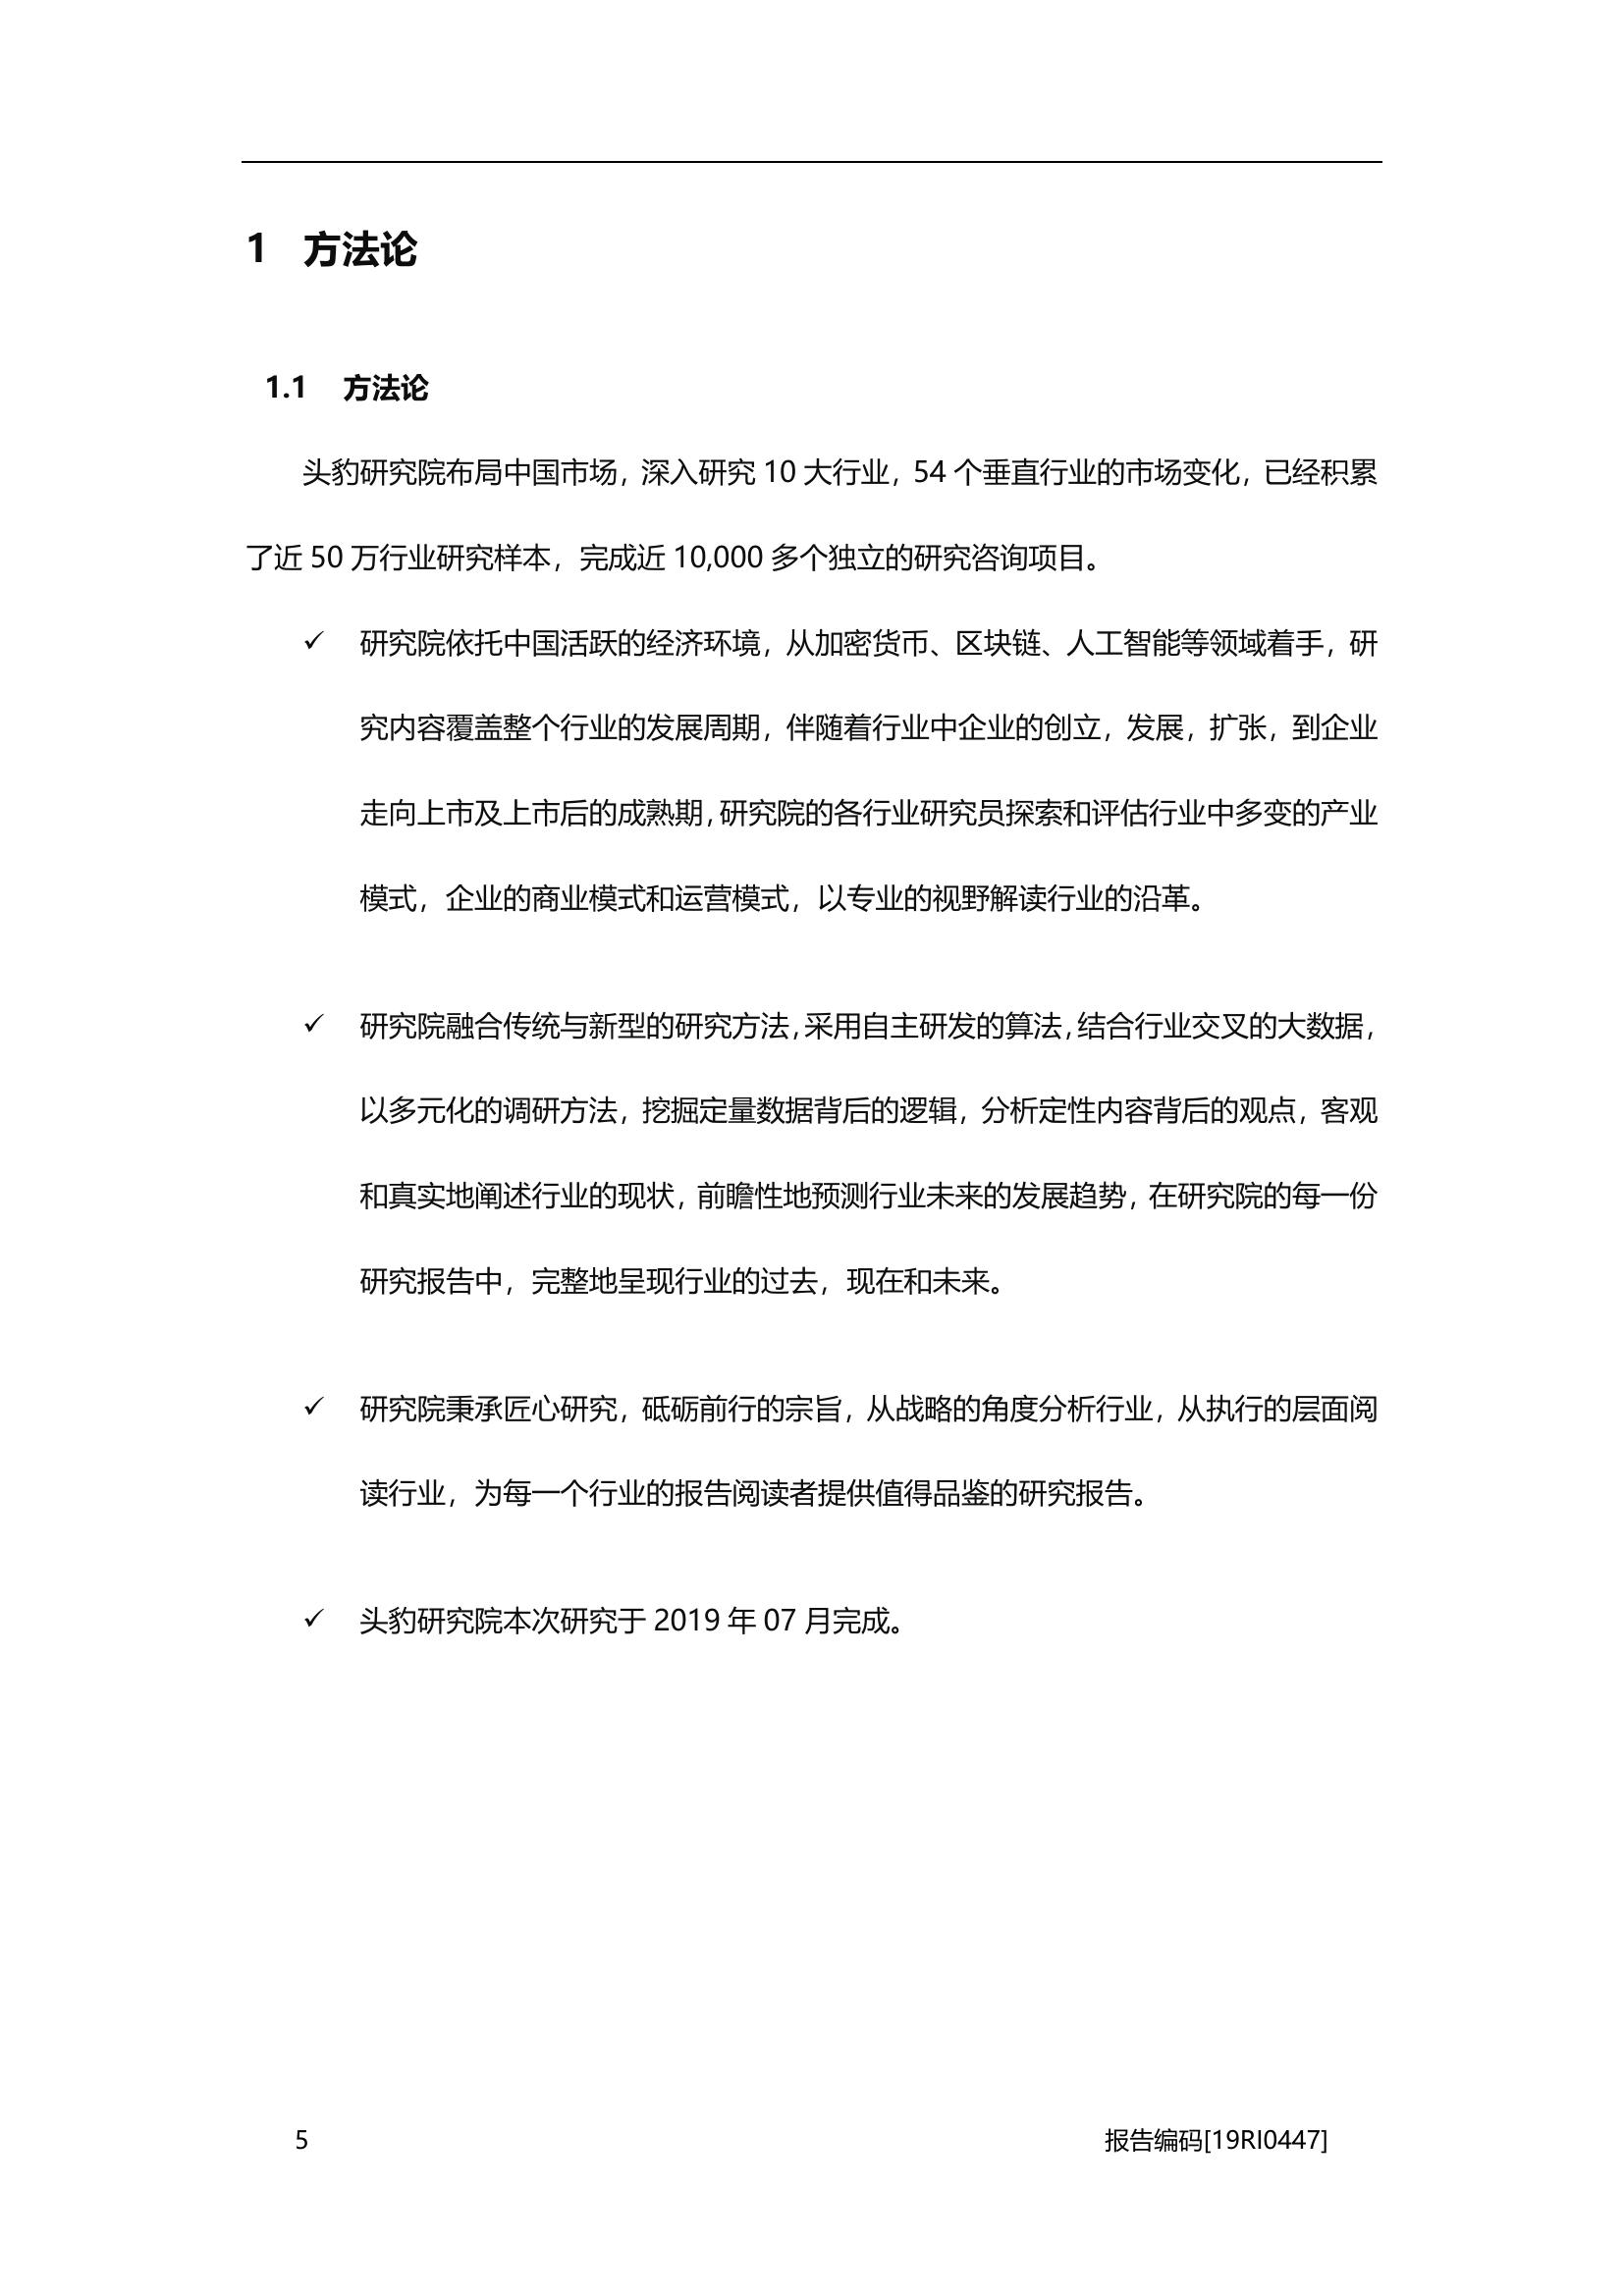 1 方法论
1.1 方法论
头豹研究院布局中国市场，深入研究 10 大行业，54 个垂直行业的市场变化，已经积累
了近 50 万行业研究样本，完成近 10,000 多个独立的研究咨询项目。
✓ 研究院依托中国活跃的经济环境，从加密货币、区块链、人工智能等领域着手，研
究内容覆盖整个行业的发展周期，伴随着行业中企业的创立，发展，扩张，到企业
走向上市及上市后的成熟期，研究院的各行业研究员探索和评估行业中多变的产业
模式，企业的商业模式和运营模式，以专业的视野解读行业的沿革。
✓ 研究院融合传统与新型的研究方法，采用自主研发的算法，结合行业交叉的大数据，
以多元化的调研方法，挖掘定量数据背后的逻辑，分析定性内容背后的观点，客观
和真实地阐述行业的现状，前瞻性地预测行业未来的发展趋势，在研究院的每一份
研究报告中，完整地呈现行业的过去，现在和未来。
✓ 研究院秉承匠心研究，砥砺前行的宗旨，从战略的角度分析行业，从执行的层面阅
读行业，为每一个行业的报告阅读者提供值得品鉴的研究报告。
✓ 头豹研究院本次研究于 2019 年 07 月完成。
5 报告编码[19RI0447]